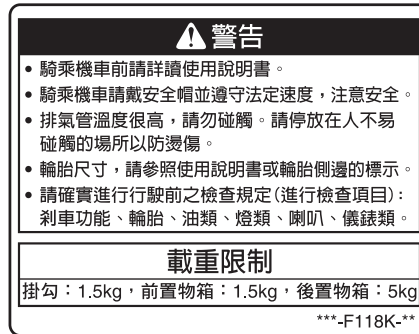 警告
• 騎乘機車前請詳讀使用說明書。
• 騎乘機車請戴安全帽並遵守法定速度，注意安全。
• 排氣管溫度很高，請勿碰觸。請停放在人不易
碰觸的場所以防燙傷。
• 輪胎尺寸，請參照使用說明書或輪胎側邊的標示。
• 請確實進行行駛前之檢查規定(進行檢查項目)：
剎車功能、輪胎、油類、燈類、喇叭、儀錶類。
載重限制
掛勾：1.5kg，前置物箱：1.5kg，後置物箱：5kg
***-F118K-**